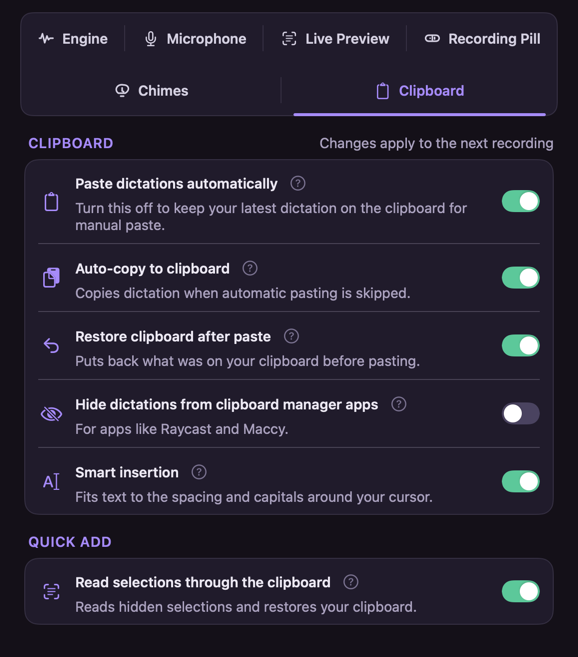 Engine
Microphone
Live Preview
Recording Pill
Chimes
Clipboard
CLIPBOARD
Changes apply to the next recording
Paste dictations automatically ?
Turn this off to keep your latest dictation on the clipboard for
manual paste.
Auto-copy to clipboard ?
Copies dictation when automatic pasting is skipped.
Restore clipboard after paste ?
Puts back what was on your clipboard before pasting.
Hide dictations from clipboard manager apps ?
For apps like Raycast and Maccy.
AI
Smart insertion ?
Fits text to the spacing and capitals around your cursor.
QUICK ADD
Read selections through the clipboard ?
Reads hidden selections and restores your clipboard.